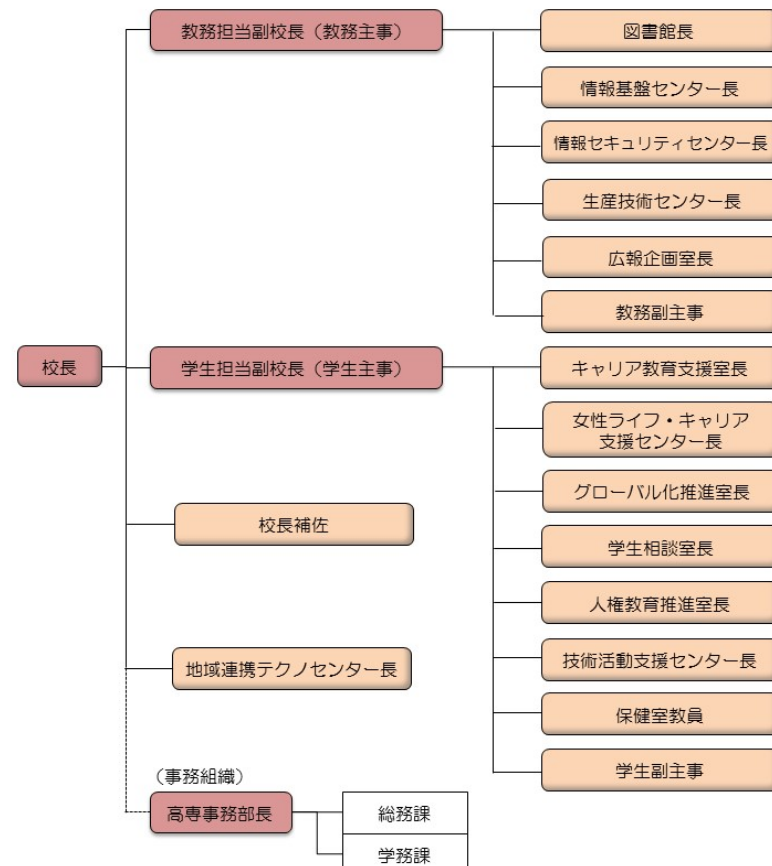 教務担当副校長（教務主事）
図書館長
情報基盤センター長
情報セキュリティセンター長
生産技術センター長
広報企画室長
教務副主事
校長
学生担当副校長（学生主事）
キャリア教育支援室長
女性ライフ・キャリア
支援センター長
グローバル化推進室長
校長補佐
学生相談室長
人権教育推進室長
地域連携テクノセンター長
技術活動支援センター長
保健室教員
学生副主事
（事務組織）
高専事務部長
総務課
学務課